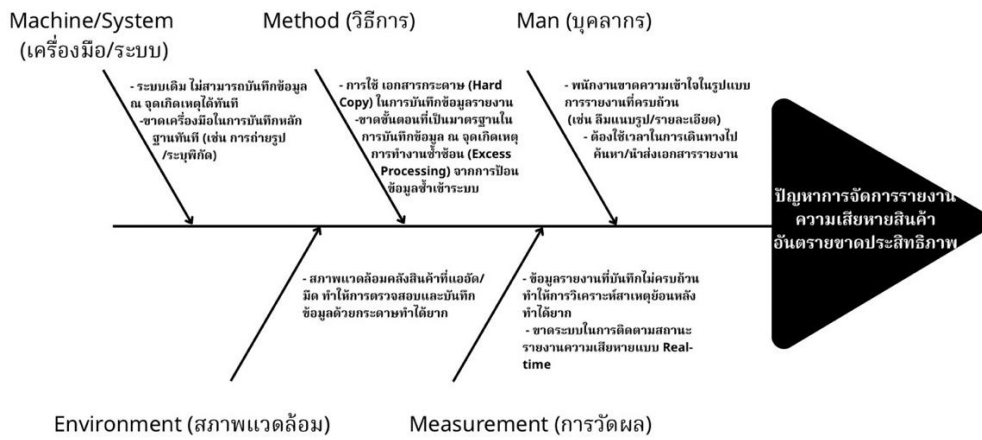 Machine/System
(เครื่องมือ/ระบบ)
Method (วิธีการ)
Man (บุคลากร)
- ระบบเดิม ไม่สามารถบันทึกข้อมูล
ณ จุดเกิดเหตุได้ทันที
-ขาดเครื่องมือในการบันทึกหลัก
ฐานทันที (เช่น การถ่ายรูป
/ระบุพิกัด)
- การใช้ เอกสารกระดาษ (Hard
Copy) ในการบันทึกข้อมูลรายงาน
-ขาดขั้นตอนที่เป็นมาตรฐานใน
การบันทึกข้อมูล ณ จุดเกิดเหตุ
การทำงานซ้ำซ้อน (Excess
Processing) จากการป้อน
ข้อมูลซ้ำเข้าระบบ
- พนักงานขาดความเข้าใจในรูปแบบ
การรายงานที่ครบถ้วน
(เช่น ลืมแนบรูป/รายละเอียด)
- ต้องใช้เวลาในการเดินทางไป
ค้นหา/นำส่งเอกสารรายงาน
ปัญหาการจัดการรายงาน
ความเสียหายสินค้า
อันตรายขาดประสิทธิภาพ
- สภาพแวดล้อมคลังสินค้าที่แออัด/
มืด ทำให้การตรวจสอบและบันทึก
ข้อมูลด้วยกระดาษทำได้ยาก
- ข้อมูลรายงานที่บันทึกไม่ครบถ้วน
ทำให้การวิเคราะห์สาเหตุย้อนหลัง
ทำได้ยาก
- ขาดระบบในการติดตามสถานะ
รายงานความเสียหายแบบ Real-
time
Environment (สภาพแวดล้อม)
Measurement (การวัดผล)